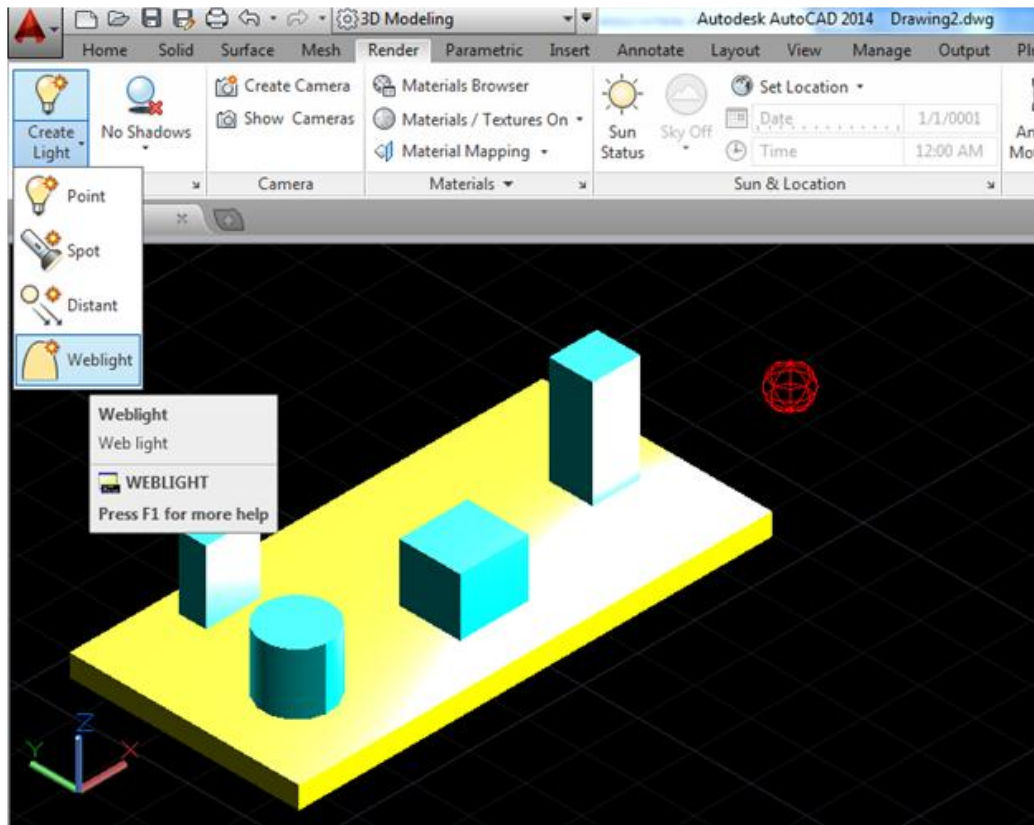 3D Modeling
Autodesk AutoCAD 2014 Drawing2.dwg
Home Solid Surface Mesh Render Parametric Insert Annotate Layout View Manage Output
Create Light
No Shadows
Create Camera
Show Cameras
Camera
Materials Browser
Materials / Textures On
Material Mapping
Materials
Sun Status
Sky Off
Set Location
Date 1/1/0001
Time 12:00 AM
Sun & Location
Point
Spot
Distant
Weblight
Weblight
Web light
WEBLIGHT
Press F1 for more help
Z
Y
X